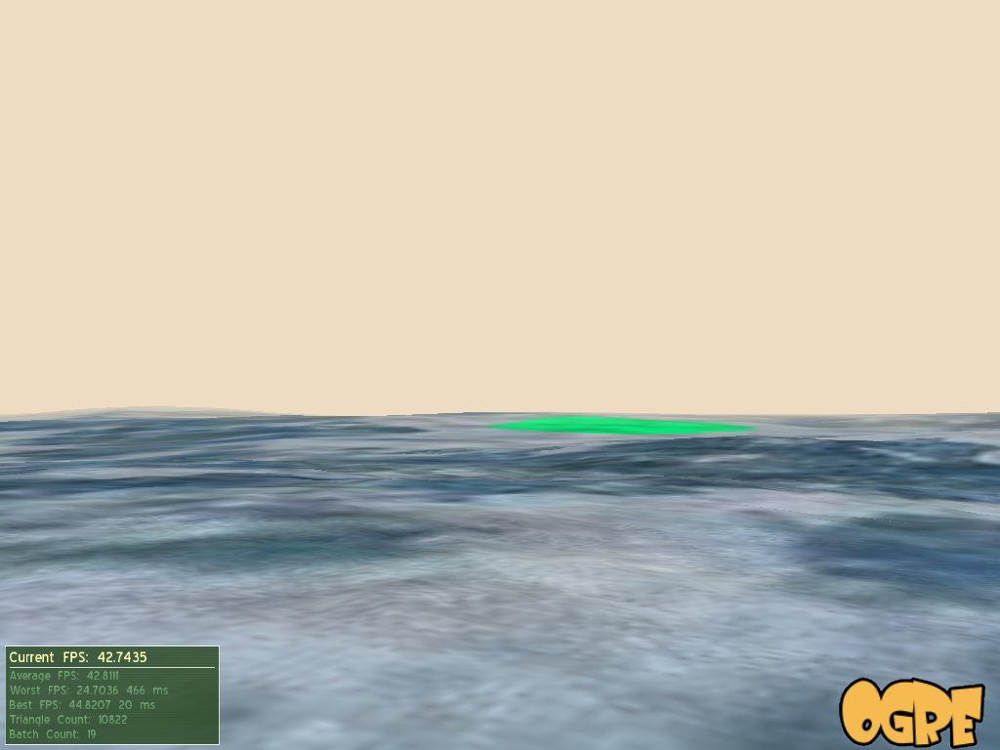 Current FPS: 42.7435
Average FPS: 42.8111
Worst FPS: 24.7036 466 ms
Best FPS: 44.8207 20 ms
Triangle Count: 10822
Batch Count: 19
OGRE